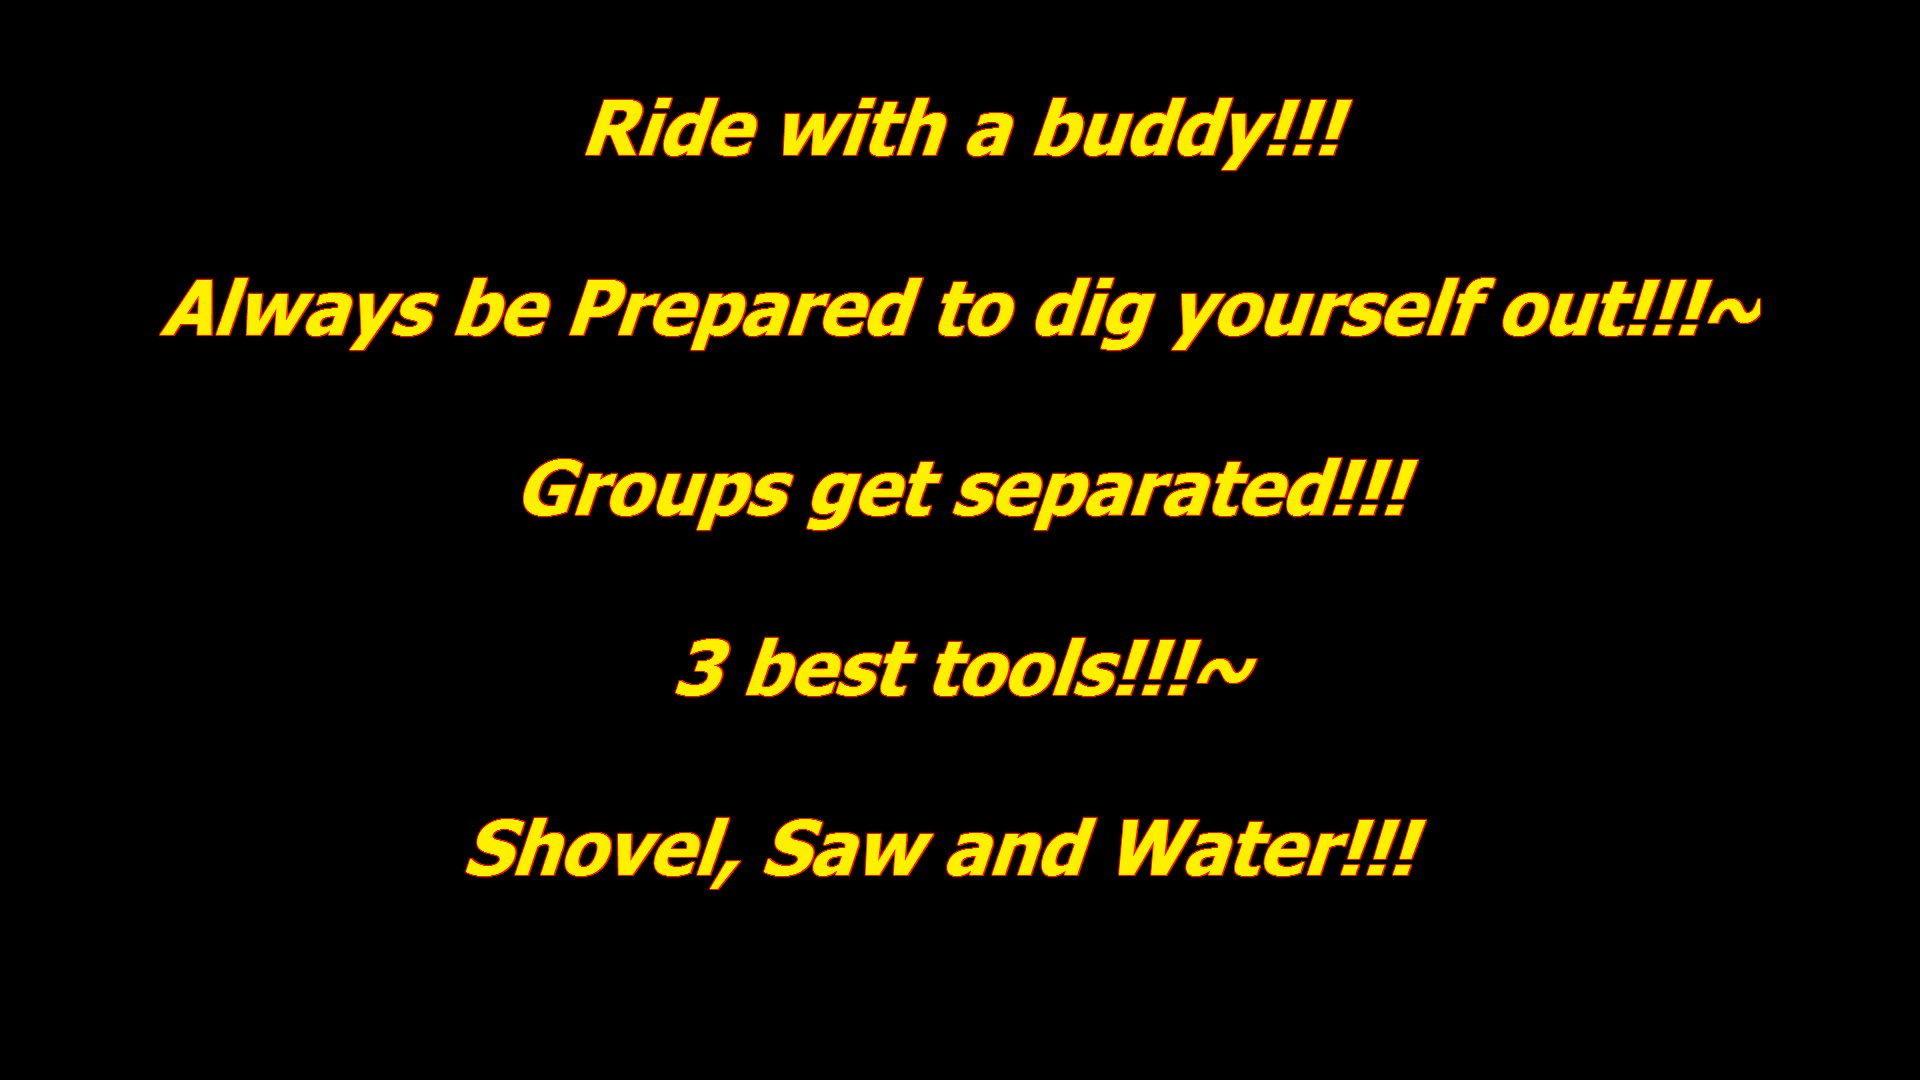 Ride with a buddy!!!
Always be Prepared to dig yourself out!!!~
Groups get separated!!!
3 best tools!!!~
Shovel, Saw and Water!!!